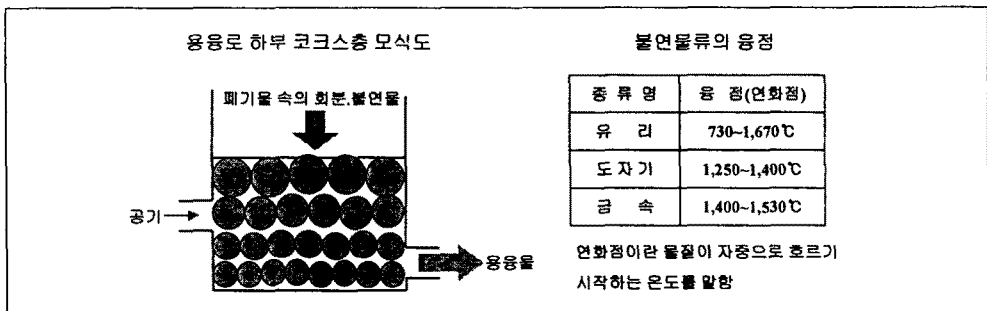 용융로 하부 코크스층 모식도
폐기물 속의 회분.불연물
공기
용융물
불연물류의 융점
종 류 명 융 점(연화점)
유 리 730~1,670℃
도자기 1,250~1,400℃
금 속 1,400~1,530℃
연화점이란 물질이 자중으로 흐르기
시작하는 온도를 말함